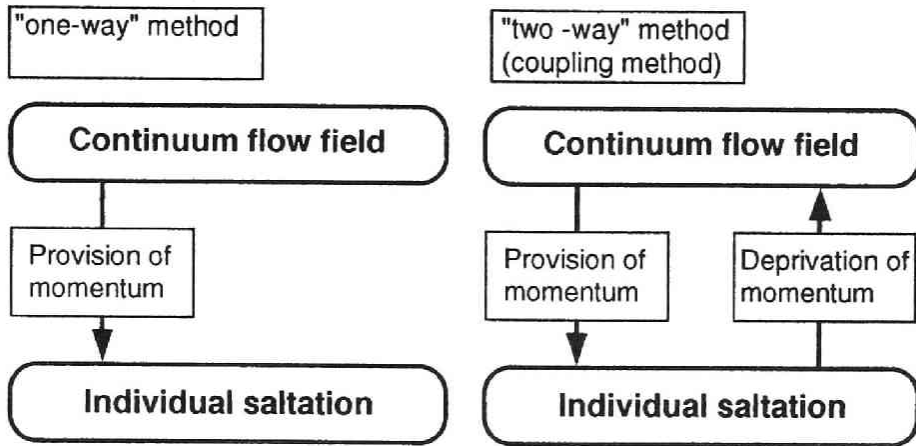 "one-way" method
Continuum flow field
Provision of
momentum
Individual saltation
"two -way" method
(coupling method)
Continuum flow field
Provision of
momentum
Deprivation of
momentum
Individual saltation